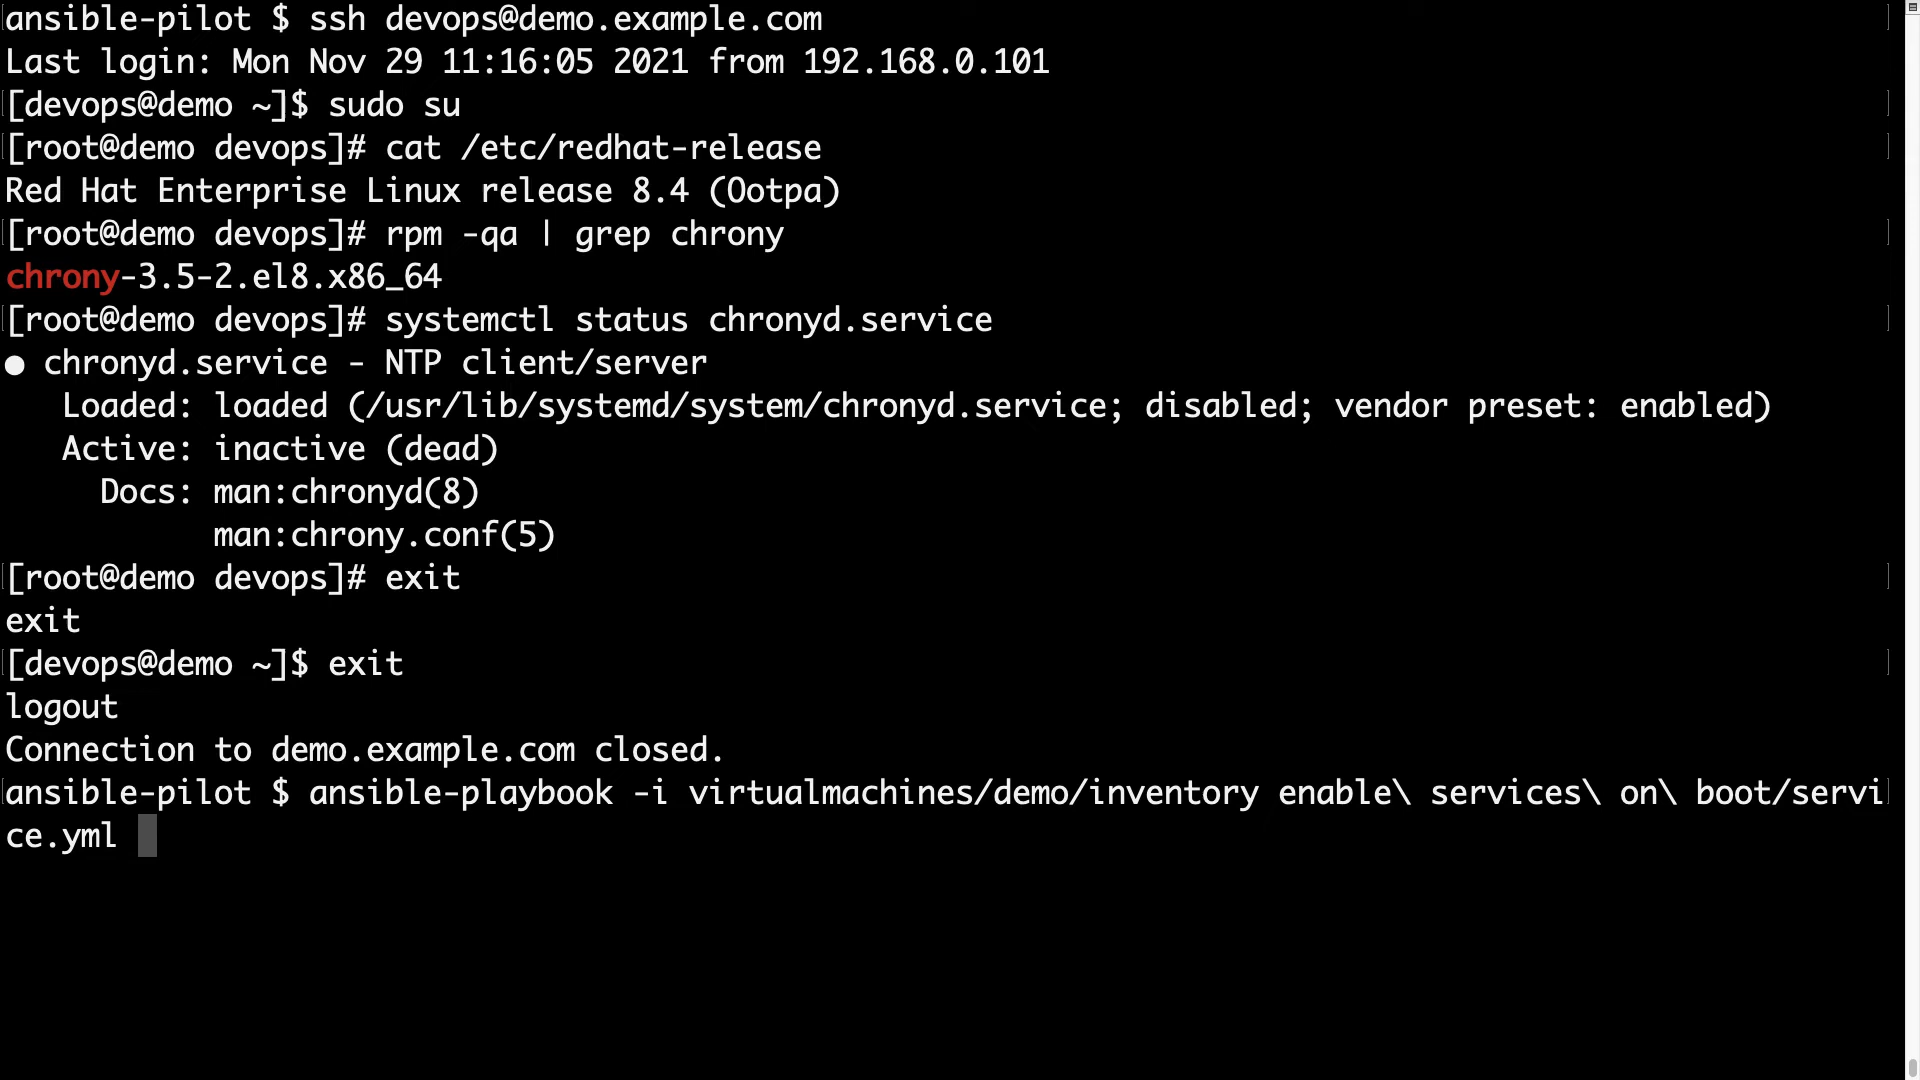 ansible-pilot $ ssh devops@demo.example.com
Last login: Mon Nov 29 11:16:05 2021 from 192.168.0.101
[devops@demo ~]$ sudo su
[root@demo devops]# cat /etc/redhat-release
Red Hat Enterprise Linux release 8.4 (Ootpa)
[root@demo devops]# rpm -qa | grep chrony
chrony-3.5-2.el8.x86_64
[root@demo devops]# systemctl status chronyd.service
● chronyd.service - NTP client/server
   Loaded: loaded (/usr/lib/systemd/system/chronyd.service; disabled; vendor preset: enabled)
   Active: inactive (dead)
     Docs: man:chronyd(8)
           man:chrony.conf(5)
[root@demo devops]# exit
exit
[devops@demo ~]$ exit
logout
Connection to demo.example.com closed.
ansible-pilot $ ansible-playbook -i virtualmachines/demo/inventory enable\ services\ on\ boot/servi
ce.yml